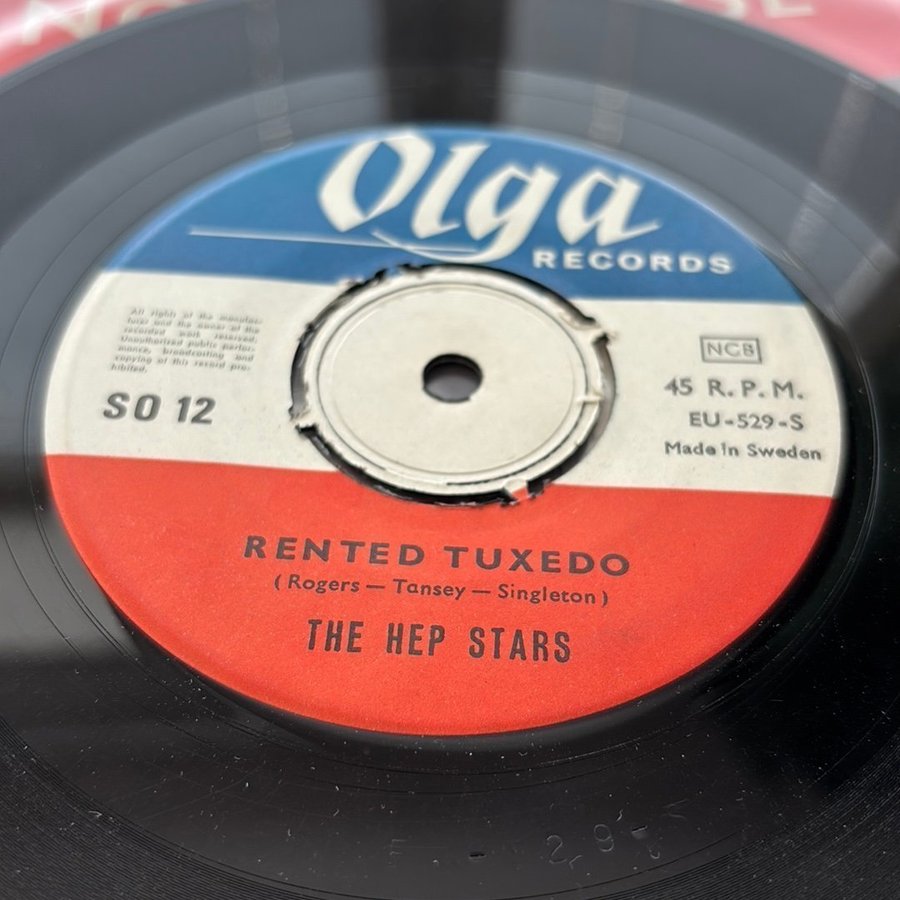 Olga
RECORDS
All rights of the manufac-
turer and the owner of the
recorded work reserved.
Unauthorized public perfor-
mance, broadcasting and
copying of this record pro-
hibited.
SO 12
NCB
45 R.P.M.
EU-529-S
Made in Sweden
RENTED TUXEDO
(Rogers — Tansey — Singleton)
THE HEP STARS